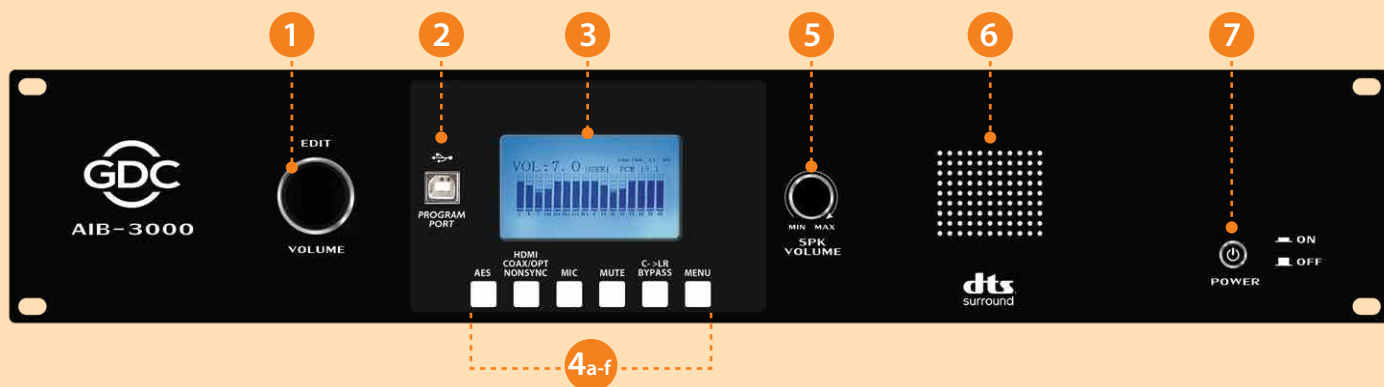 1
2
3
5
6
7
GDC
AIB-3000
EDIT
VOLUME
PROGRAM
PORT
VOL:7.0
HDMI
COAX/OPT
NONSYNC
AES
MIC
MUTE
C->LR
BYPASS
MENU
4a-f
MIN MAX
SPK
VOLUME
dts
surround
POWER
ON
OFF